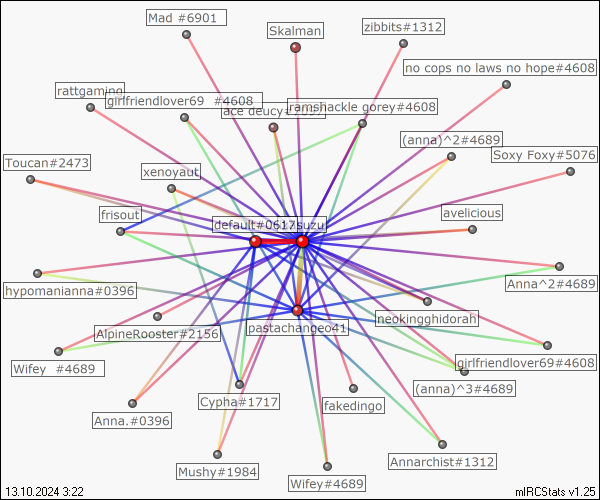 Mad #6901
Skalman
zibbits#1312
no cops no laws no hope#4608
rattgaming
girlfriendlover69 #4608
ace deucy
ramshackle gorey#4608
(anna)^2#4689
Soxy Foxy#5076
Toucan#2473
xenoyaut
frisout
default#0617
suzu
avelicious
Anna^2#4689
hypomanianna#0396
neokingghidorah
AlpineRooster#2156
pastachangeo41
girlfriendlover69#4608
Wifey #4689
(anna)^3#4689
Cypha#1717
fakedingo
Anna.#0396
Annarchist#1312
Mushy#1984
Wifey#4689
13.10.2024 3:22
mIRCStats v1.25